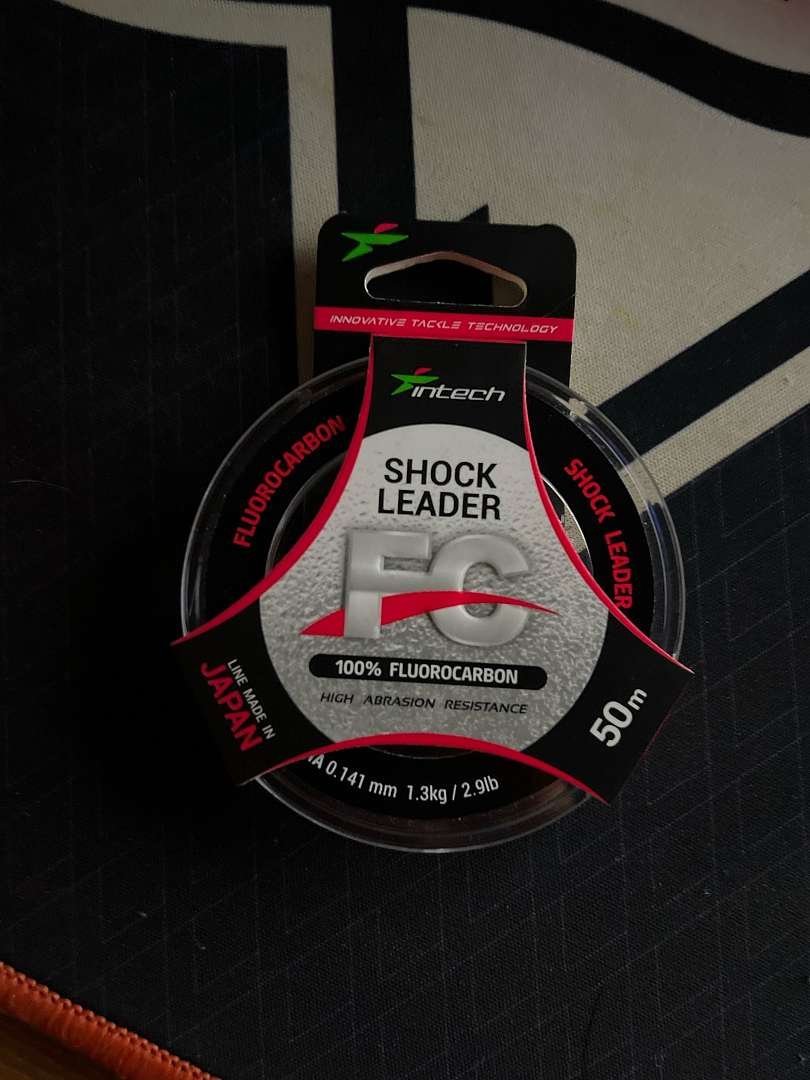 INNOVATIVE TACKLE TECHNOLOGY
intech
FLUOROCARBON
SHOCK LEADER
SHOCK
LEADER
FC
100% FLUOROCARBON
HIGH ABRASION RESISTANCE
LINE MADE IN
JAPAN
50m
0.141 mm 1.3kg / 2.9lb